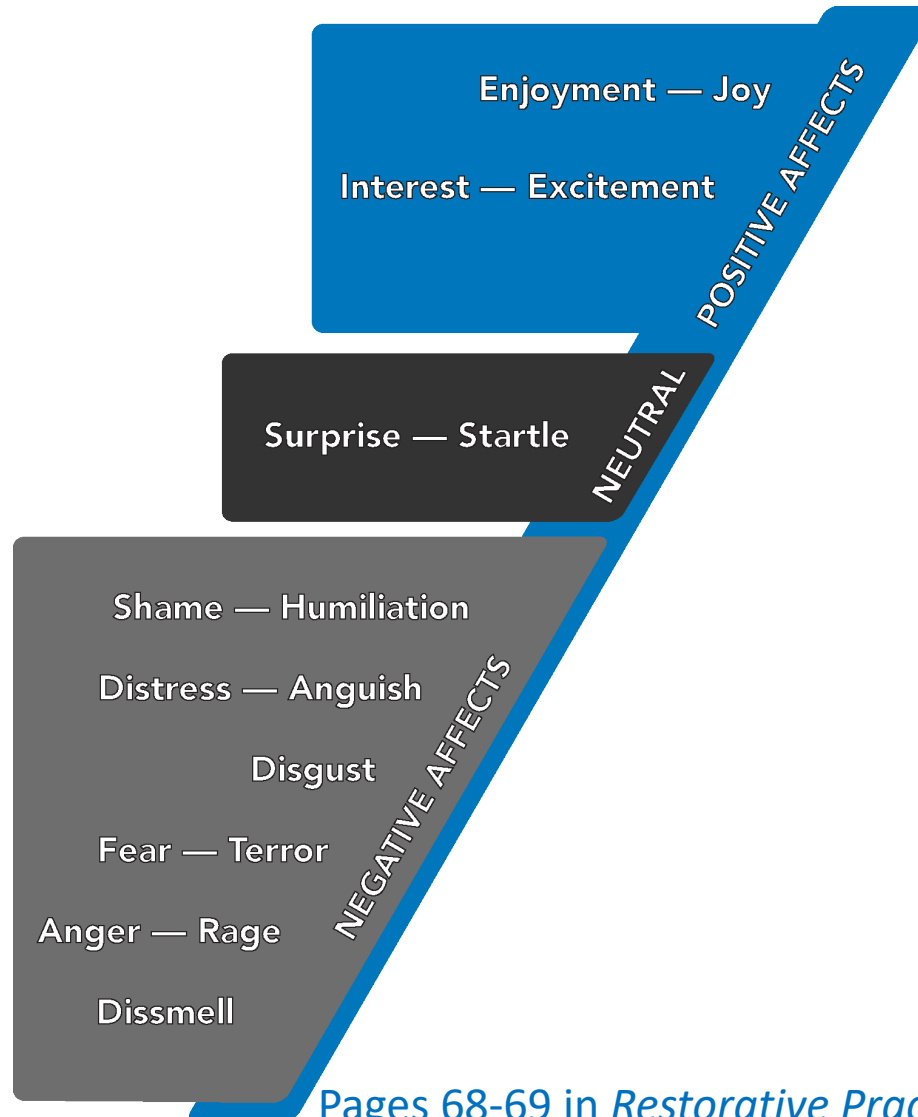 Enjoyment — Joy
Interest — Excitement
POSITIVE AFFECTS
Surprise — Startle
NEUTRAL
Shame — Humiliation
Distress — Anguish
Disgust
Fear — Terror
Anger — Rage
Dissmell
NEGATIVE AFFECTS
Pages 68-69 in Restorative